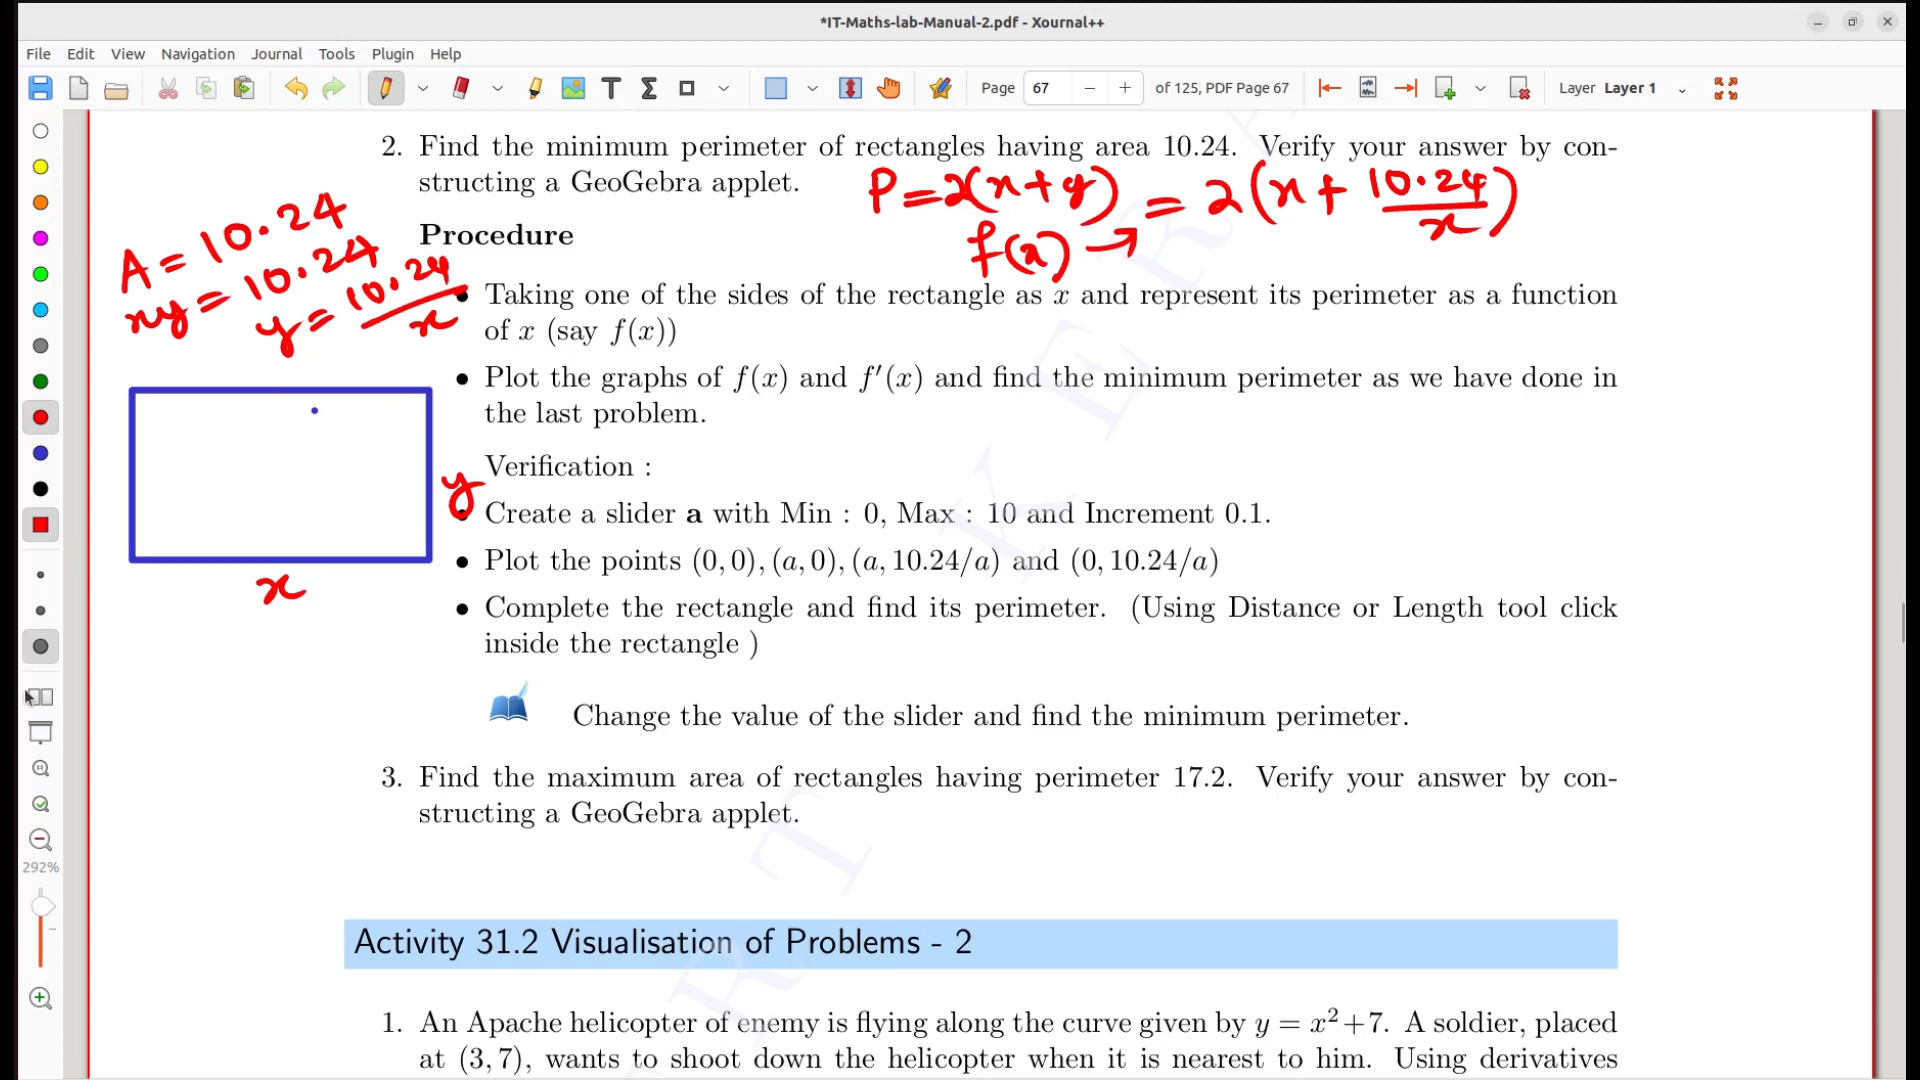 *IT-Maths-lab-Manual-2.pdf - Xournal++
File Edit View Navigation Journal Tools Plugin Help
Page 67 of 125, PDF Page 67 Layer Layer 1
2. Find the minimum perimeter of rectangles having area 10.24. Verify your answer by con-
structing a GeoGebra applet.
P=2(x+y) = 2(x+ 10.24/x)
f(x) →
A = 10.24
xy = 10.24
y = 10.24/x
Procedure
• Taking one of the sides of the rectangle as x and represent its perimeter as a function
of x (say f(x))
• Plot the graphs of f(x) and f′(x) and find the minimum perimeter as we have done in
the last problem.
Verification :
y
• Create a slider a with Min : 0, Max : 10 and Increment 0.1.
• Plot the points (0, 0), (a, 0), (a, 10.24/a) and (0, 10.24/a)
x
• Complete the rectangle and find its perimeter. (Using Distance or Length tool click
inside the rectangle )
Change the value of the slider and find the minimum perimeter.
3. Find the maximum area of rectangles having perimeter 17.2. Verify your answer by con-
structing a GeoGebra applet.
292%
Activity 31.2 Visualisation of Problems - 2
1. An Apache helicopter of enemy is flying along the curve given by y = x²+7. A soldier, placed
at (3, 7), wants to shoot down the helicopter when it is nearest to him. Using derivatives